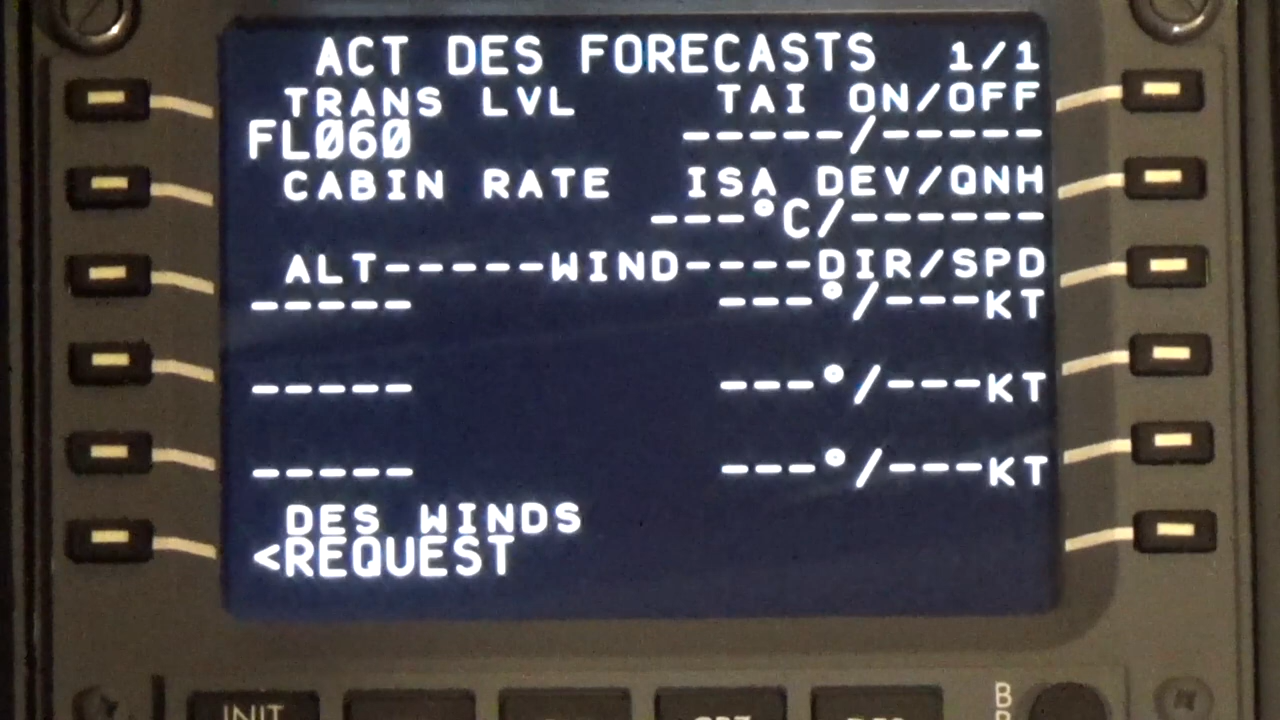 ACT DES FORECASTS 1/1
TRANS LVL TAI ON/OFF
FL060 -----/-----
CABIN RATE ISA DEV/QNH
---°C/------
ALT-----WIND----DIR/SPD
----- ---°/---KT
----- ---°/---KT
----- ---°/---KT
DES WINDS
<REQUEST
INIT
B